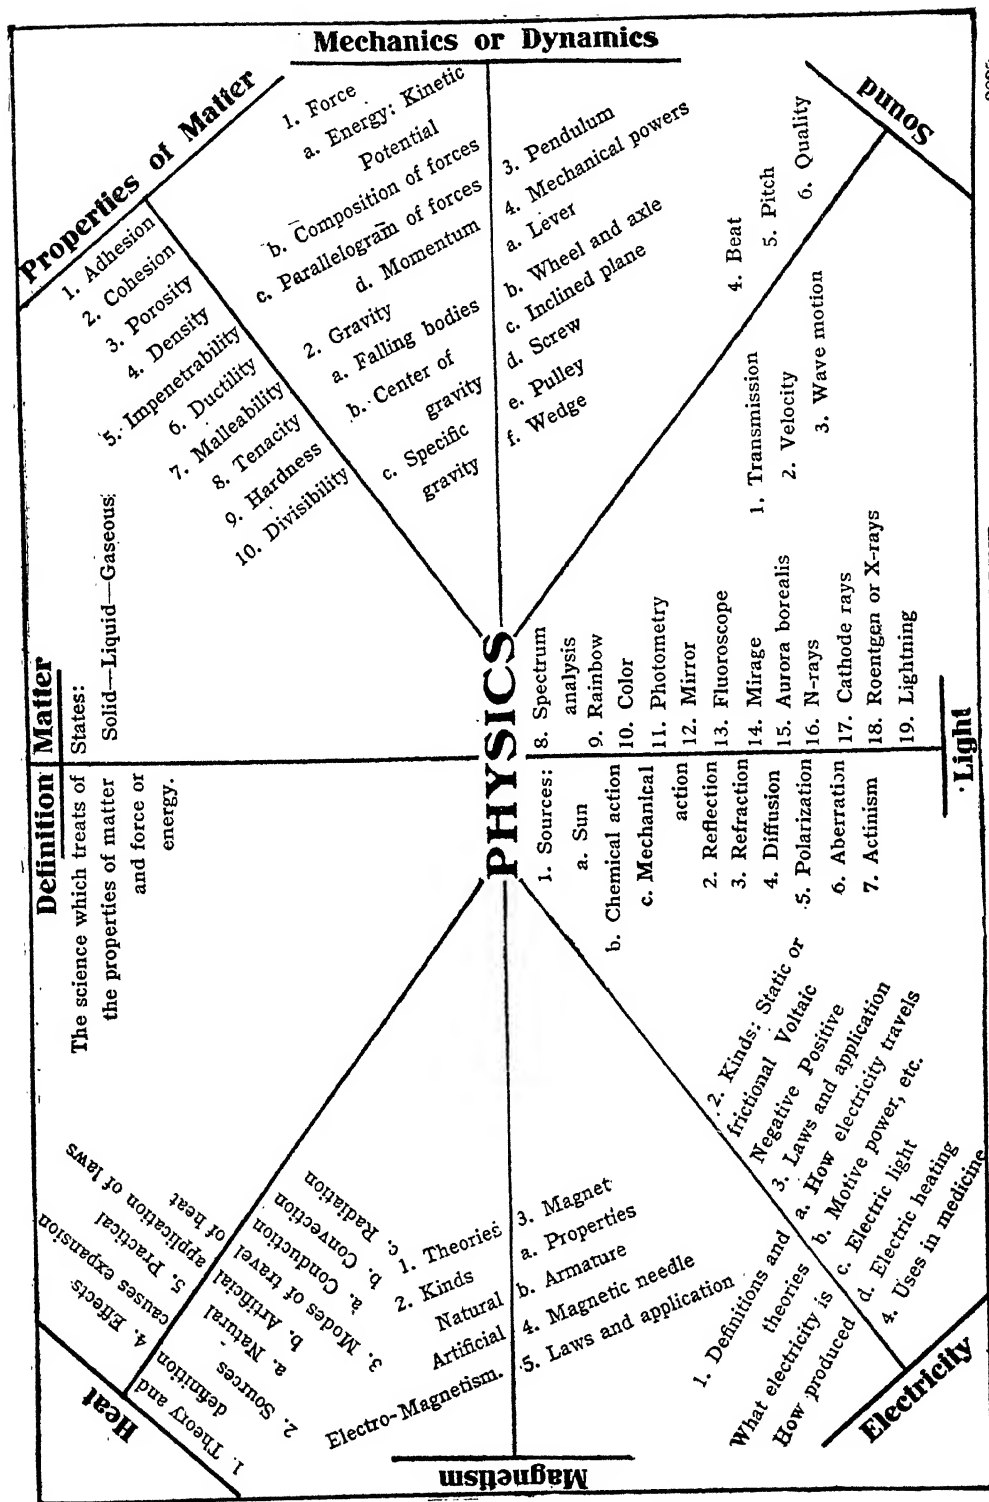 PHYSICS
Definition
The science which treats of
the properties of matter
and force or
energy.
Matter
States:
Solid—Liquid—Gaseous
Properties of Matter
1. Adhesion
2. Cohesion
3. Porosity
4. Density
5. Impenetrability
6. Ductility
7. Malleability
8. Tenacity
9. Hardness
10. Divisibility
Mechanics or Dynamics
1. Force
a. Energy: Kinetic
Potential
b. Composition of forces
c. Parallelogram of forces
d. Momentum
2. Gravity
a. Falling bodies
b. Center of
gravity
c. Specific
gravity
3. Pendulum
4. Mechanical powers
a. Lever
b. Wheel and axle
c. Inclined plane
d. Screw
e. Pulley
f. Wedge
Sound
1. Transmission
2. Velocity
3. Wave motion
4. Beat
5. Pitch
6. Quality
Light
1. Sources:
a. Sun
b. Chemical action
c. Mechanical
action
2. Reflection
3. Refraction
4. Diffusion
5. Polarization
6. Aberration
7. Actinism
8. Spectrum
analysis
9. Rainbow
10. Color
11. Photometry
12. Mirror
13. Fluoroscope
14. Mirage
15. Aurora borealis
16. N-rays
17. Cathode rays
18. Roentgen or X-rays
19. Lightning
Electricity
1. Definitions and
theories
What electricity is
How produced
2. Kinds: Static or
frictional Voltaic
Negative Positive
3. Laws and application
a. How electricity travels
b. Motive power, etc.
c. Electric light
d. Electric heating
4. Uses in medicine
Magnetism
1. Theories
2. Kinds
Natural
Artificial
Electro-Magnetism.
3. Magnet
a. Properties
b. Armature
4. Magnetic needle
5. Laws and application
Heat
1. Theory and
definition
2. Sources
a. Natural
b. Artificial
3. Modes of travel
a. Conduction
b. Convection
c. Radiation
4. Effects
causes expansion
5. Practical
application of laws
of heat